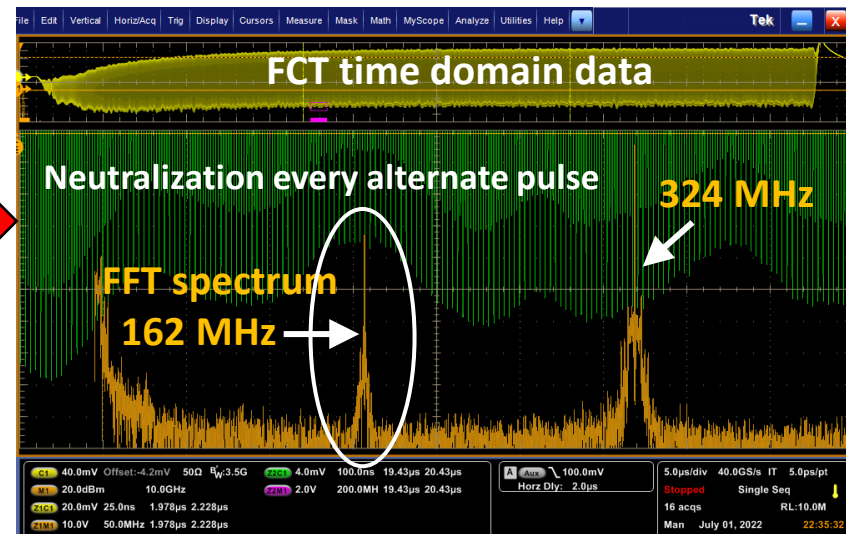 File Edit Vertical Horiz/Acq Trig Display Cursors Measure Mask Math MyScope Analyze Utilities Help Tek X
FCT time domain data
Neutralization every alternate pulse
324 MHz
FFT spectrum
162 MHz
C1 40.0mV Offset:-4.2mV 50Ω BW:3.5G Z2C1 4.0mV 100.0ns 19.43µs 20.43µs
M1 20.0dBm 10.0GHz Z2M1 2.0V 200.0MH 19.43µs 20.43µs
Z1C1 20.0mV 25.0ns 1.978µs 2.228µs
Z1M1 10.0V 50.0MHz 1.978µs 2.228µs
A Aux 100.0mV
Horz Dly: 2.0µs
5.0µs/div 40.0GS/s IT 5.0ps/pt
Stopped Single Seq
16 acqs RL:10.0M
Man July 01, 2022 22:35:32